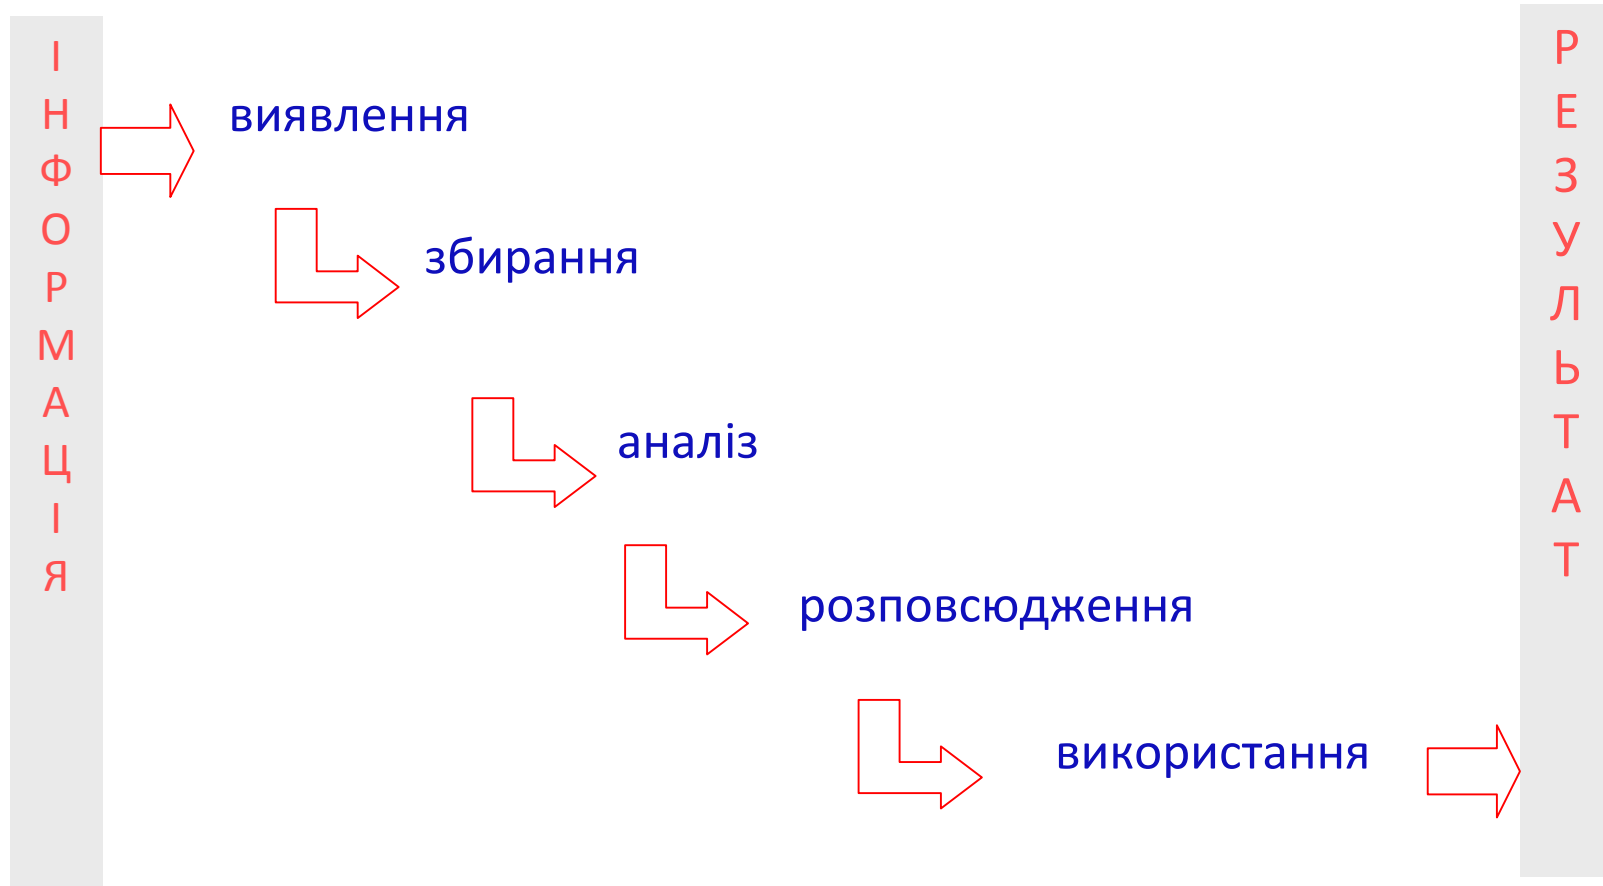 ІНФОРМАЦІЯ
виявлення
збирання
аналіз
розповсюдження
використання
РЕЗУЛЬТАТ